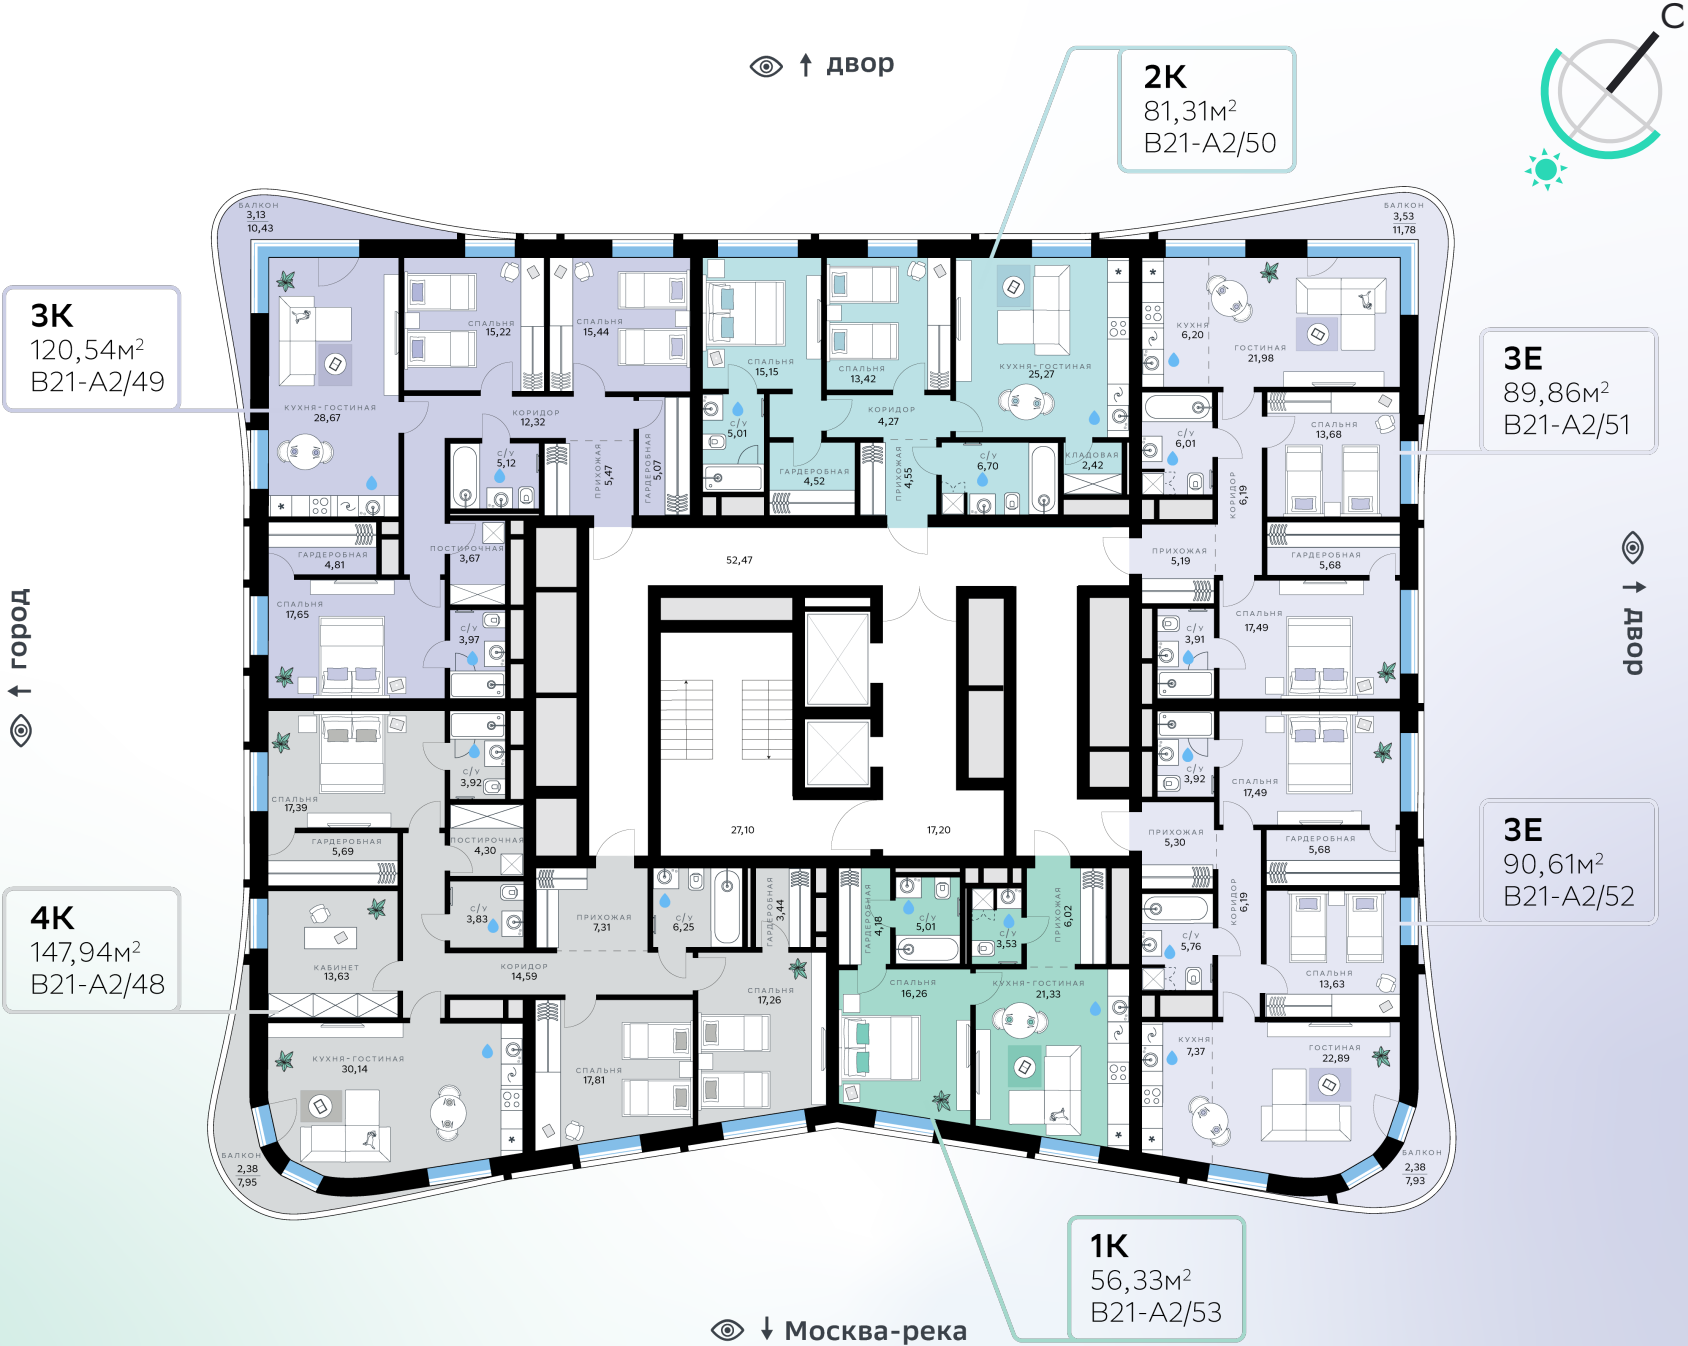 С
двор
2К
81,31м²
В21-А2/50
БАЛКОН
3,13
10,43
БАЛКОН
3,53
11,78
3К
120,54м²
В21-А2/49
СПАЛЬНЯ
15,22
СПАЛЬНЯ
15,44
КУХНЯ-ГОСТИНАЯ
28,67
КОРИДОР
12,32
С/У
5,12
ПРИХОЖАЯ
5,47
ГАРДЕРОБНАЯ
5,07
ГАРДЕРОБНАЯ
4,81
ПОСТИРОЧНАЯ
3,67
СПАЛЬНЯ
17,65
С/У
3,97
СПАЛЬНЯ
15,15
СПАЛЬНЯ
13,42
КУХНЯ-ГОСТИНАЯ
25,27
С/У
5,01
КОРИДОР
4,27
ГАРДЕРОБНАЯ
4,52
ПРИХОЖАЯ
4,55
С/У
6,70
КЛАДОВАЯ
2,42
КУХНЯ
6,20
ГОСТИНАЯ
21,98
3Е
89,86м²
В21-А2/51
С/У
6,01
СПАЛЬНЯ
13,68
КОРИДОР
6,19
ПРИХОЖАЯ
5,19
ГАРДЕРОБНАЯ
5,68
С/У
3,91
СПАЛЬНЯ
17,49
город
двор
52,47
27,10
17,20
СПАЛЬНЯ
17,39
С/У
3,92
ГАРДЕРОБНАЯ
5,69
ПОСТИРОЧНАЯ
4,30
4К
147,94м²
В21-А2/48
С/У
3,83
КАБИНЕТ
13,63
ПРИХОЖАЯ
7,31
С/У
6,25
ГАРДЕРОБНАЯ
3,44
КОРИДОР
14,59
СПАЛЬНЯ
17,26
КУХНЯ-ГОСТИНАЯ
30,14
СПАЛЬНЯ
17,81
БАЛКОН
2,38
7,95
ГАРДЕРОБНАЯ
4,18
С/У
5,01
С/У
3,53
ПРИХОЖАЯ
6,02
СПАЛЬНЯ
16,26
КУХНЯ-ГОСТИНАЯ
21,33
С/У
3,92
СПАЛЬНЯ
17,49
ПРИХОЖАЯ
5,30
ГАРДЕРОБНАЯ
5,68
3Е
90,61м²
В21-А2/52
КОРИДОР
6,19
С/У
5,76
СПАЛЬНЯ
13,63
КУХНЯ
7,37
ГОСТИНАЯ
22,89
БАЛКОН
2,38
7,93
1К
56,33м²
В21-А2/53
Москва-река